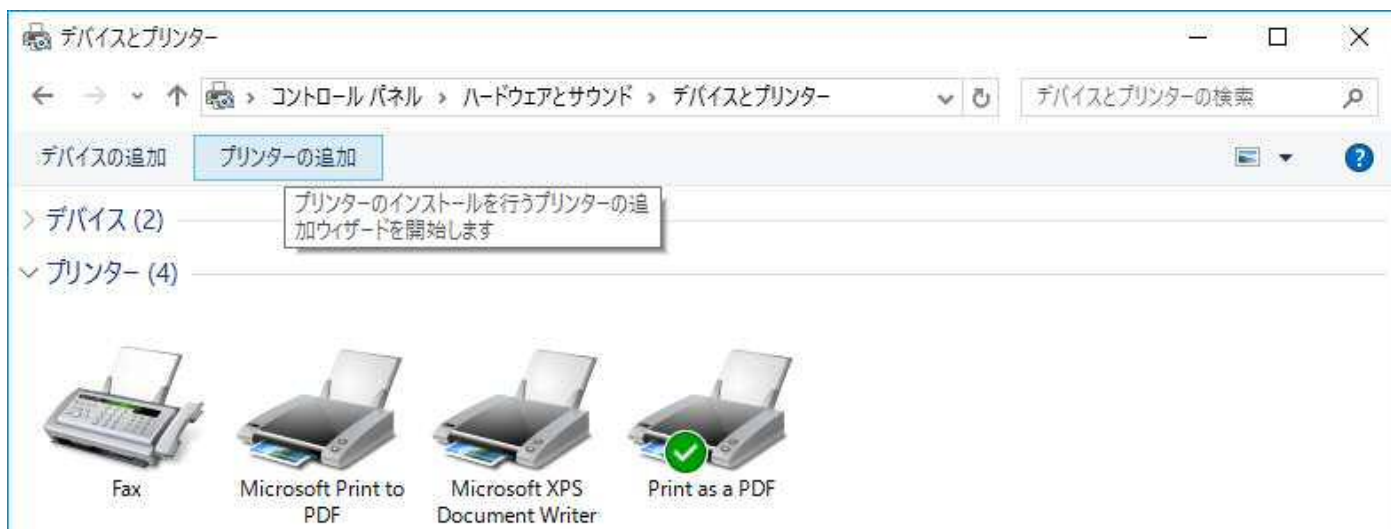 デバイスとプリンター
コントロール パネル › ハードウェアとサウンド › デバイスとプリンター
デバイスとプリンターの検索
デバイスの追加
プリンターの追加
プリンターのインストールを行うプリンターの追
加ウィザードを開始します
デバイス (2)
プリンター (4)
Fax
Microsoft Print to
PDF
Microsoft XPS
Document Writer
Print as a PDF